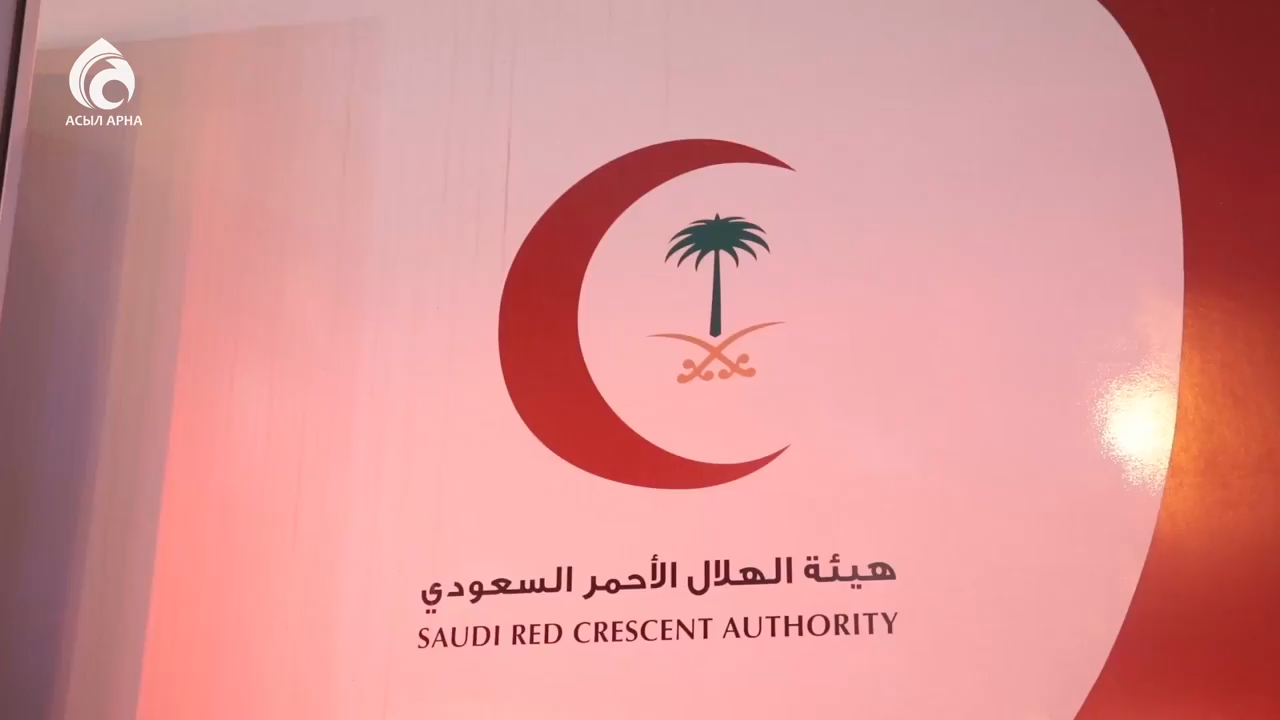 АСЫЛ АРНА
هيئة الهلال الأحمر السعودي
SAUDI RED CRESCENT AUTHORITY